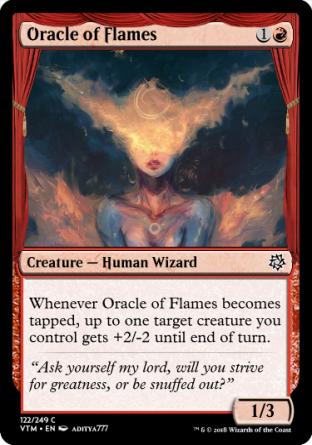 Oracle of Flames 1
Creature — Human Wizard
Whenever Oracle of Flames becomes
tapped, up to one target creature you
control gets +2/-2 until end of turn.
“Ask yourself my lord, will you strive
for greatness, or be snuffed out?”
1/3
122/249 C
VTM • EN ADITYA777
™ & © 2018 Wizards of the Coast